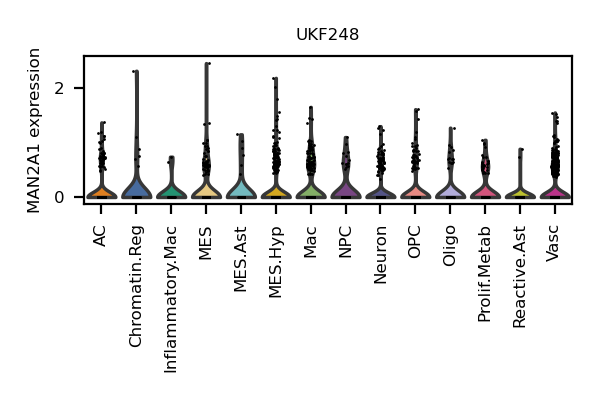 UKF248
MAN2A1 expression
2
0
AC
Chromatin.Reg
Inflammatory.Mac
MES
MES.Ast
MES.Hyp
Mac
NPC
Neuron
OPC
Oligo
Prolif.Metab
Reactive.Ast
Vasc